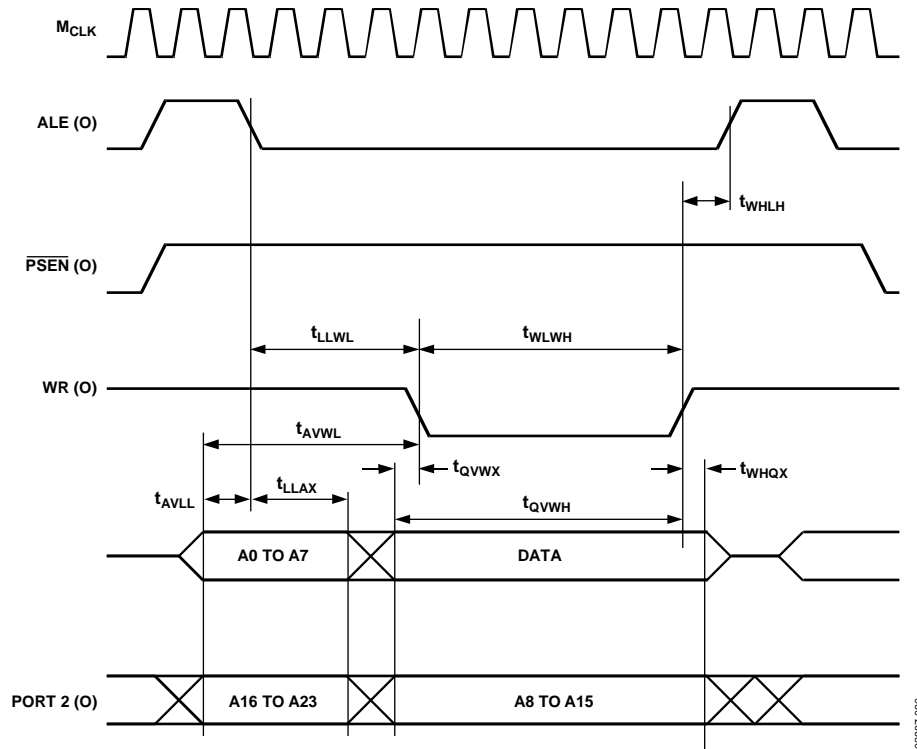 MCLK
ALE (O)
tWHLH
PSEN (O)
tLLWL
tWLWH
WR (O)
tAVWL
tQVWX
tWHQX
tAVLL
tLLAX
tQVWH
A0 TO A7
DATA
PORT 2 (O)
A16 TO A23
A8 TO A15